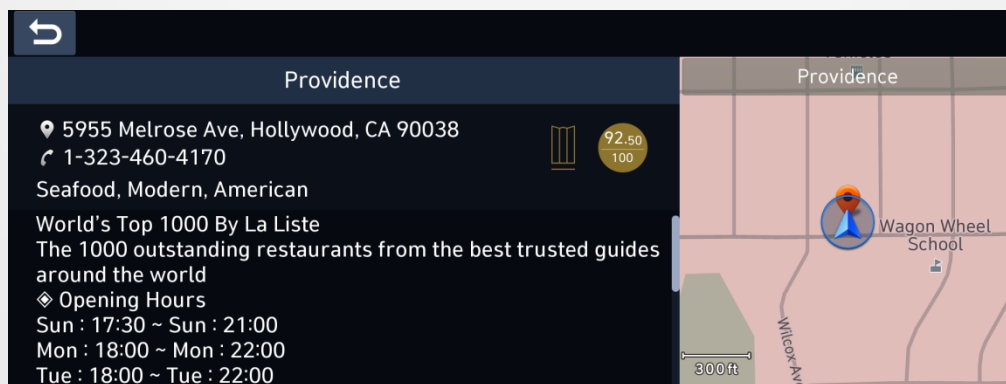 Providence
5955 Melrose Ave, Hollywood, CA 90038
1-323-460-4170
92.50
100
Seafood, Modern, American
World's Top 1000 By La Liste
The 1000 outstanding restaurants from the best trusted guides
around the world
◈ Opening Hours
Sun : 17:30 ~ Sun : 21:00
Mon : 18:00 ~ Mon : 22:00
Tue : 18:00 ~ Tue : 22:00
Providence
Wagon Wheel
School
Wilcox Av
300 ft